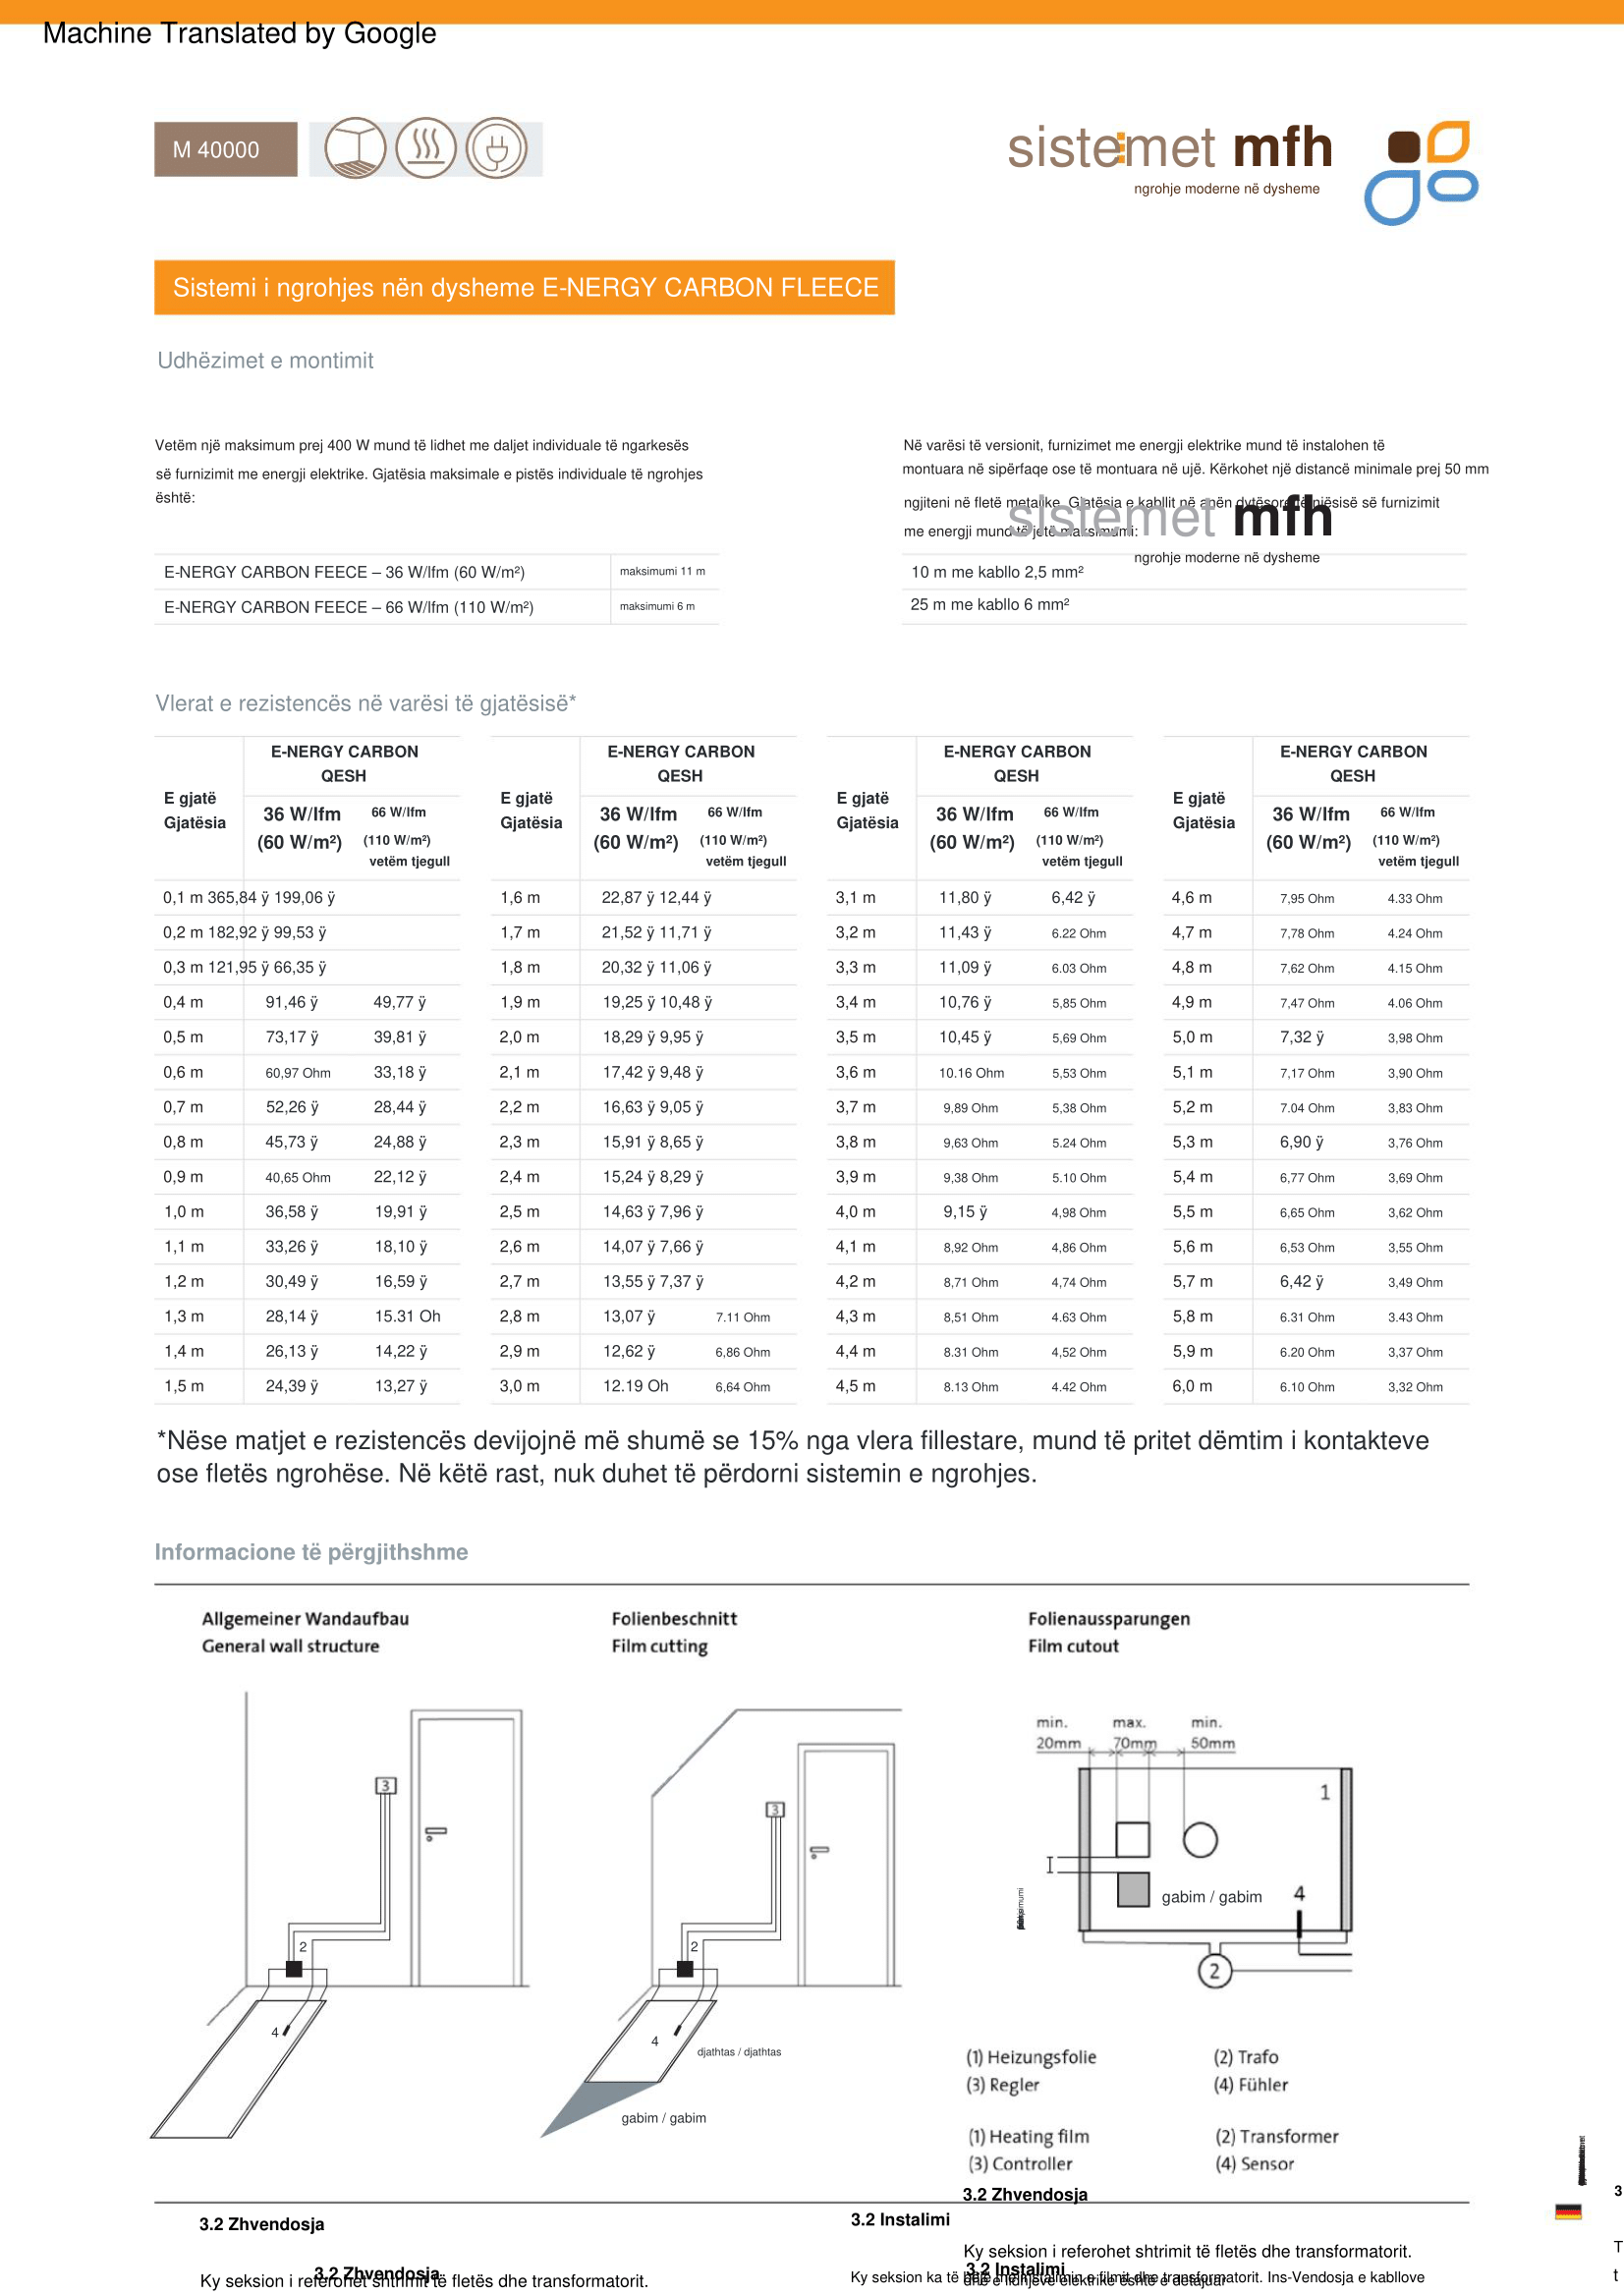 Machine Translated by Google
M 40000
sistemet mfh
ngrohje moderne në dysheme
Sistemi i ngrohjes nën dysheme E-NERGY CARBON FLEECE
Udhëzimet e montimit
Vetëm një maksimum prej 400 W mund të lidhet me daljet individuale të ngarkesës
së furnizimit me energji elektrike. Gjatësia maksimale e pistës individuale të ngrohjes
është:
E-NERGY CARBON FEECE – 36 W/lfm (60 W/m²) maksimumi 11 m
E-NERGY CARBON FEECE – 66 W/lfm (110 W/m²) maksimumi 6 m
Në varësi të versionit, furnizimet me energji elektrike mund të instalohen të
montuara në sipërfaqe ose të montuara në ujë. Kërkohet një distancë minimale prej 50 mm
ngjiteni në fletë metalike. Gjatësia e kabllit në anën dytësore të njësisë së furnizimit
me energji mund të jetë maksimumi:
sistemet mfh
ngrohje moderne në dysheme
10 m me kabllo 2,5 mm²
25 m me kabllo 6 mm²
Vlerat e rezistencës në varësi të gjatësisë*
E-NERGY CARBON
QESH
E gjatë
Gjatësia
36 W/lfm 66 W/lfm
(60 W/m²) (110 W/m²)
vetëm tjegull
0,1 m 365,84 ÿ 199,06 ÿ
0,2 m 182,92 ÿ 99,53 ÿ
0,3 m 121,95 ÿ 66,35 ÿ
0,4 m 91,46 ÿ 49,77 ÿ
0,5 m 73,17 ÿ 39,81 ÿ
0,6 m 60,97 Ohm 33,18 ÿ
0,7 m 52,26 ÿ 28,44 ÿ
0,8 m 45,73 ÿ 24,88 ÿ
0,9 m 40,65 Ohm 22,12 ÿ
1,0 m 36,58 ÿ 19,91 ÿ
1,1 m 33,26 ÿ 18,10 ÿ
1,2 m 30,49 ÿ 16,59 ÿ
1,3 m 28,14 ÿ 15.31 Oh
1,4 m 26,13 ÿ 14,22 ÿ
1,5 m 24,39 ÿ 13,27 ÿ
E-NERGY CARBON
QESH
E gjatë
Gjatësia
36 W/lfm 66 W/lfm
(60 W/m²) (110 W/m²)
vetëm tjegull
1,6 m 22,87 ÿ 12,44 ÿ
1,7 m 21,52 ÿ 11,71 ÿ
1,8 m 20,32 ÿ 11,06 ÿ
1,9 m 19,25 ÿ 10,48 ÿ
2,0 m 18,29 ÿ 9,95 ÿ
2,1 m 17,42 ÿ 9,48 ÿ
2,2 m 16,63 ÿ 9,05 ÿ
2,3 m 15,91 ÿ 8,65 ÿ
2,4 m 15,24 ÿ 8,29 ÿ
2,5 m 14,63 ÿ 7,96 ÿ
2,6 m 14,07 ÿ 7,66 ÿ
2,7 m 13,55 ÿ 7,37 ÿ
2,8 m 13,07 ÿ 7.11 Ohm
2,9 m 12,62 ÿ 6,86 Ohm
3,0 m 12.19 Oh 6,64 Ohm
E-NERGY CARBON
QESH
E gjatë
Gjatësia
36 W/lfm 66 W/lfm
(60 W/m²) (110 W/m²)
vetëm tjegull
3,1 m 11,80 ÿ 6,42 ÿ
3,2 m 11,43 ÿ 6.22 Ohm
3,3 m 11,09 ÿ 6.03 Ohm
3,4 m 10,76 ÿ 5,85 Ohm
3,5 m 10,45 ÿ 5,69 Ohm
3,6 m 10.16 Ohm 5,53 Ohm
3,7 m 9,89 Ohm 5,38 Ohm
3,8 m 9,63 Ohm 5.24 Ohm
3,9 m 9,38 Ohm 5.10 Ohm
4,0 m 9,15 ÿ 4,98 Ohm
4,1 m 8,92 Ohm 4,86 Ohm
4,2 m 8,71 Ohm 4,74 Ohm
4,3 m 8,51 Ohm 4.63 Ohm
4,4 m 8.31 Ohm 4,52 Ohm
4,5 m 8.13 Ohm 4.42 Ohm
E-NERGY CARBON
QESH
E gjatë
Gjatësia
36 W/lfm 66 W/lfm
(60 W/m²) (110 W/m²)
vetëm tjegull
4,6 m 7,95 Ohm 4.33 Ohm
4,7 m 7,78 Ohm 4.24 Ohm
4,8 m 7,62 Ohm 4.15 Ohm
4,9 m 7,47 Ohm 4.06 Ohm
5,0 m 7,32 ÿ 3,98 Ohm
5,1 m 7,17 Ohm 3,90 Ohm
5,2 m 7.04 Ohm 3,83 Ohm
5,3 m 6,90 ÿ 3,76 Ohm
5,4 m 6,77 Ohm 3,69 Ohm
5,5 m 6,65 Ohm 3,62 Ohm
5,6 m 6,53 Ohm 3,55 Ohm
5,7 m 6,42 ÿ 3,49 Ohm
5,8 m 6.31 Ohm 3.43 Ohm
5,9 m 6.20 Ohm 3,37 Ohm
6,0 m 6.10 Ohm 3,32 Ohm
*Nëse matjet e rezistencës devijojnë më shumë se 15% nga vlera fillestare, mund të pritet dëmtim i kontakteve
ose fletës ngrohëse. Në këtë rast, nuk duhet të përdorni sistemin e ngrohjes.
Informacione të përgjithshme
Allgemeiner Wandaufbau
General wall structure
3
2
4
Folienbeschnitt
Film cutting
3
2
4
djathtas / djathtas
gabim / gabim
Folienaussparungen
Film cutout
min. max. min.
20mm 70mm 50mm
1
gabim / gabim 4
2
(1) Heizungsfolie (2) Trafo
(3) Regler (4) Fühler
(1) Heating film (2) Transformer
(3) Controller (4) Sensor
3.2 Zhvendosja
3
3.2 Zhvendosja
3.2 Instalimi
Ky seksion i referohet shtrimit të fletës dhe transformatorit.
T
3.2 Zhvendosja
3.2 Instalimi
Ky seksion i referohet shtrimit të fletës dhe transformatorit.
Ky seksion ka të bëjë me instalimin e filmit dhe transformatorit. Ins-Vendosja e kabllove
dhe e lidhjeve elektrike është e detajuar
t